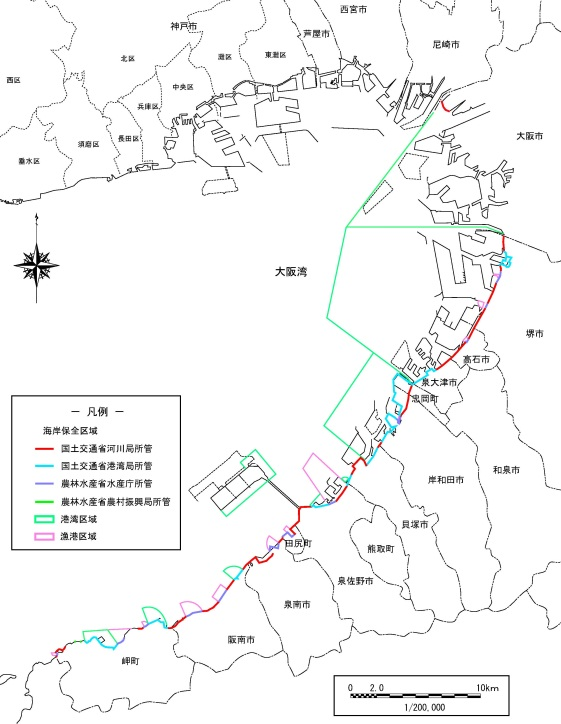 西宮市
神戸市
芦屋市
尼崎市
北区
灘区
東灘区
西区
中央区
兵庫区
長田区
須磨区
垂水区
大阪市
大阪湾
堺市
高石市
泉大津市
忠岡町
和泉市
岸和田市
貝塚市
熊取町
田尻町
泉佐野市
泉南市
阪南市
岬町
― 凡例 ―
海岸保全区域
国土交通省河川局所管
国土交通省港湾局所管
農林水産省水産庁所管
農林水産省農村振興局所管
港湾区域
漁港区域
0 2.0 10km
1/200,000